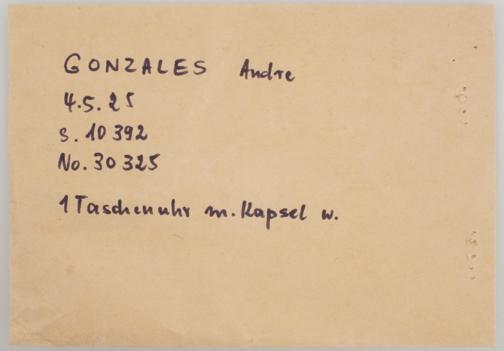 GONZALES Andre
4.5.25
S. 10 392
No. 30 325
1 Taschenuhr m. Kapsel w.